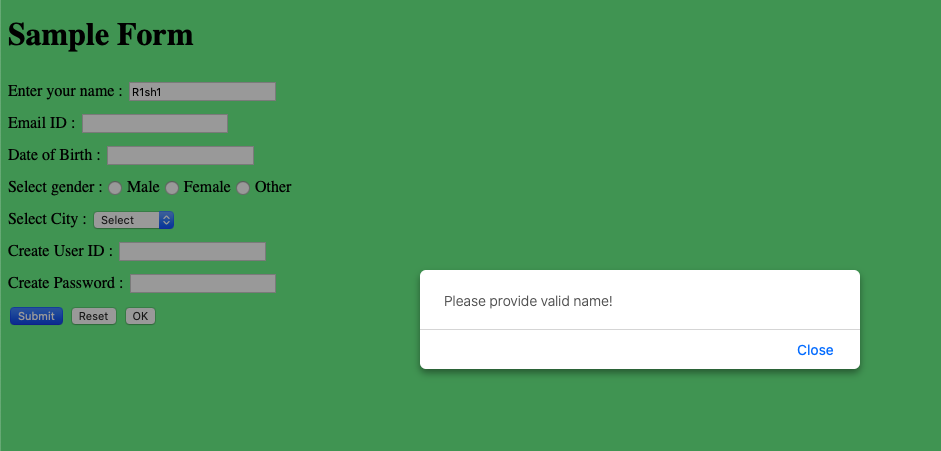 Sample Form
Enter your name : R1sh1
Email ID :
Date of Birth :
Select gender : Male Female Other
Select City : Select
Create User ID :
Create Password :
Submit Reset OK
Please provide valid name!
Close